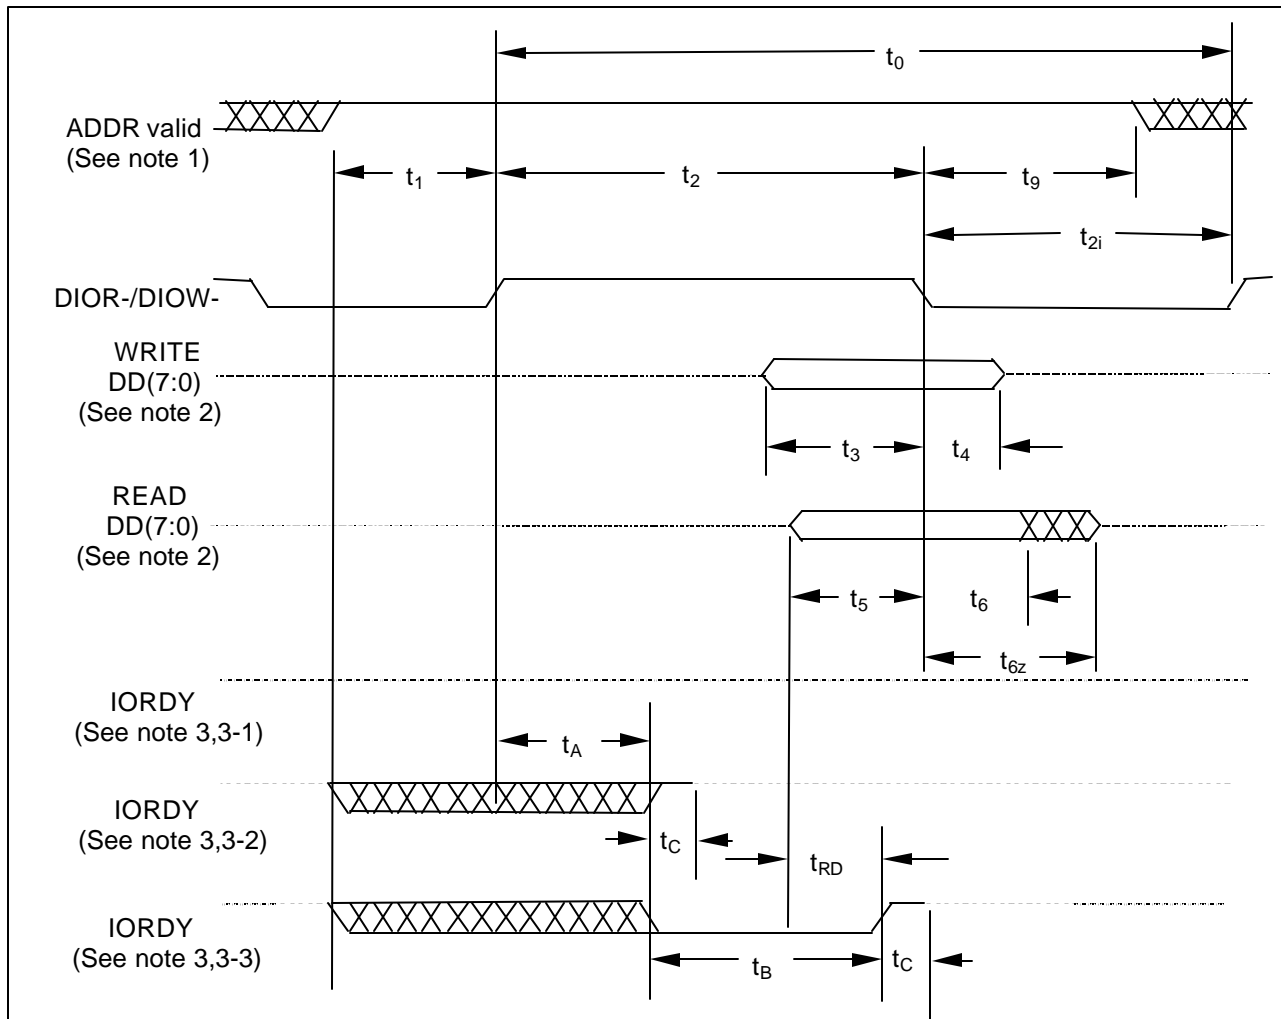 t0
ADDR valid
(See note 1)
t1
t2
t9
t2i
DIOR-/DIOW-
WRITE
DD(7:0)
(See note 2)
t3
t4
READ
DD(7:0)
(See note 2)
t5
t6
t6z
IORDY
(See note 3,3-1)
tA
IORDY
(See note 3,3-2)
tC
tRD
IORDY
(See note 3,3-3)
tB
tC